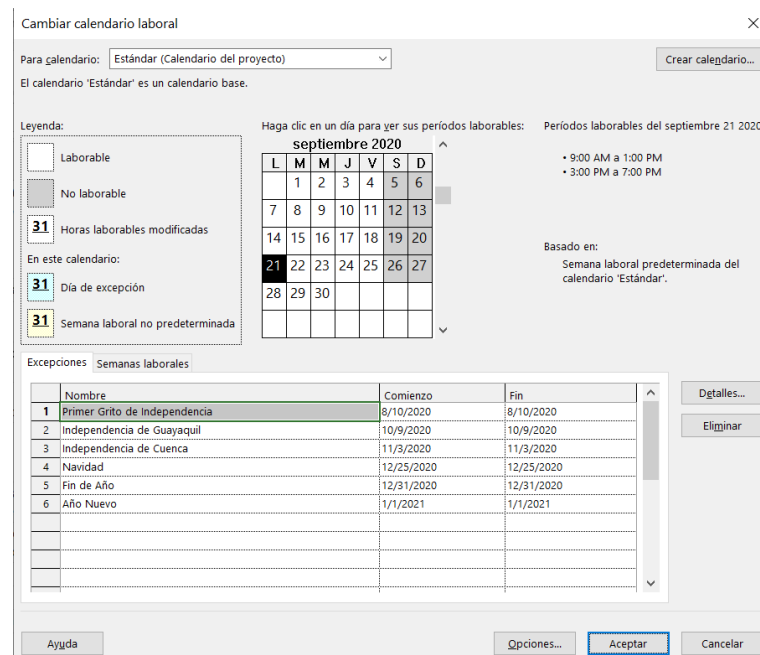 Cambiar calendario laboral
Para calendario: Estándar (Calendario del proyecto)
Crear calendario...
El calendario 'Estándar' es un calendario base.
Leyenda:
Laborable
No laborable
31 Horas laborables modificadas
En este calendario:
31 Día de excepción
31 Semana laboral no predeterminada
Haga clic en un día para ver sus períodos laborables:
septiembre 2020
L M M J V S D
1 2 3 4 5 6
7 8 9 10 11 12 13
14 15 16 17 18 19 20
21 22 23 24 25 26 27
28 29 30
Períodos laborables del septiembre 21 2020
• 9:00 AM a 1:00 PM
• 3:00 PM a 7:00 PM
Basado en:
Semana laboral predeterminada del
calendario 'Estándar'.
Excepciones Semanas laborales
Nombre Comienzo Fin
1 Primer Grito de Independencia 8/10/2020 8/10/2020
2 Independencia de Guayaquil 10/9/2020 10/9/2020
3 Independencia de Cuenca 11/3/2020 11/3/2020
4 Navidad 12/25/2020 12/25/2020
5 Fin de Año 12/31/2020 12/31/2020
6 Año Nuevo 1/1/2021 1/1/2021
Detalles...
Eliminar
Ayuda Opciones... Aceptar Cancelar